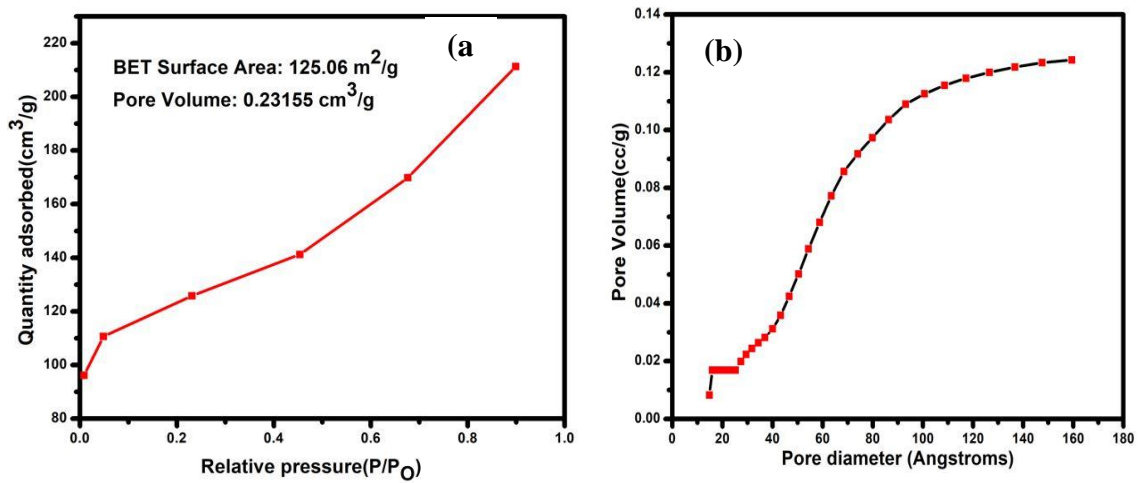 (a
BET Surface Area: 125.06 m²/g
Pore Volume: 0.23155 cm³/g
Quantity adsorbed(cm³/g)
220
200
180
160
140
120
100
80
0.0 0.2 0.4 0.6 0.8 1.0
Relative pressure(P/PO)
(b)
Pore Volume(cc/g)
0.14
0.12
0.10
0.08
0.06
0.04
0.02
0.00
0 20 40 60 80 100 120 140 160 180
Pore diameter (Angstroms)